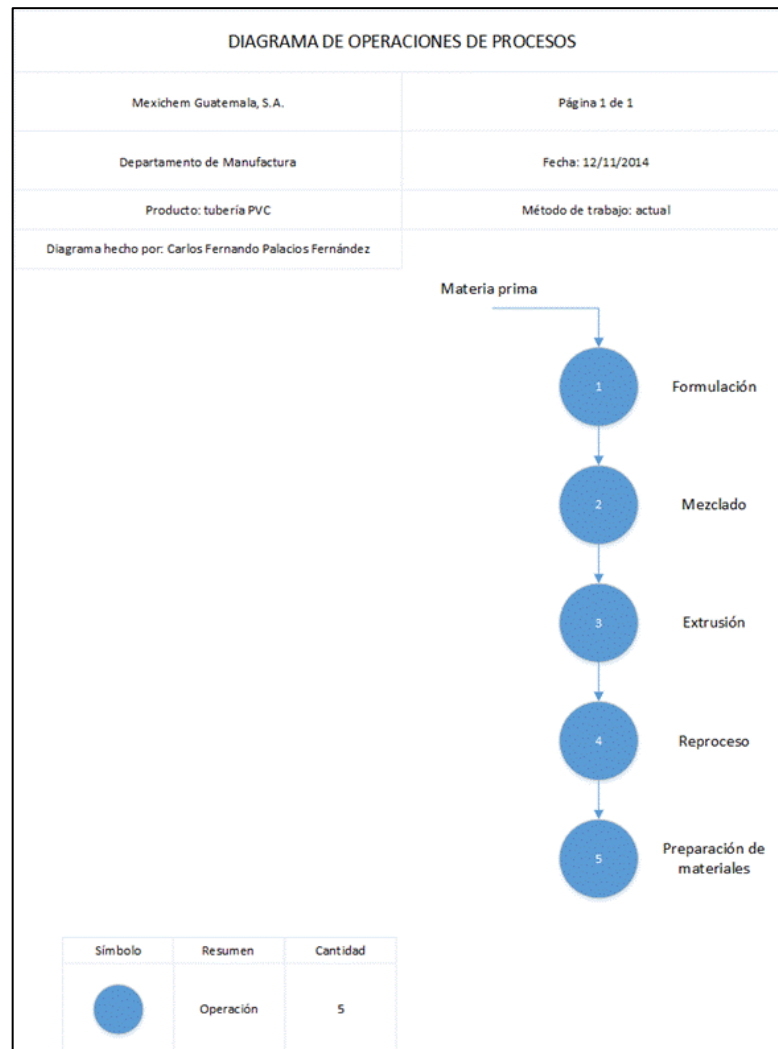 DIAGRAMA DE OPERACIONES DE PROCESOS
Mexichem Guatemala, S.A.
Página 1 de 1
Departamento de Manufactura
Fecha: 12/11/2014
Producto: tubería PVC
Método de trabajo: actual
Diagrama hecho por: Carlos Fernando Palacios Fernández
Materia prima
1
Formulación
2
Mezclado
3
Extrusión
4
Reproceso
5
Preparación de
materiales
Símbolo
Resumen
Cantidad
Operación
5